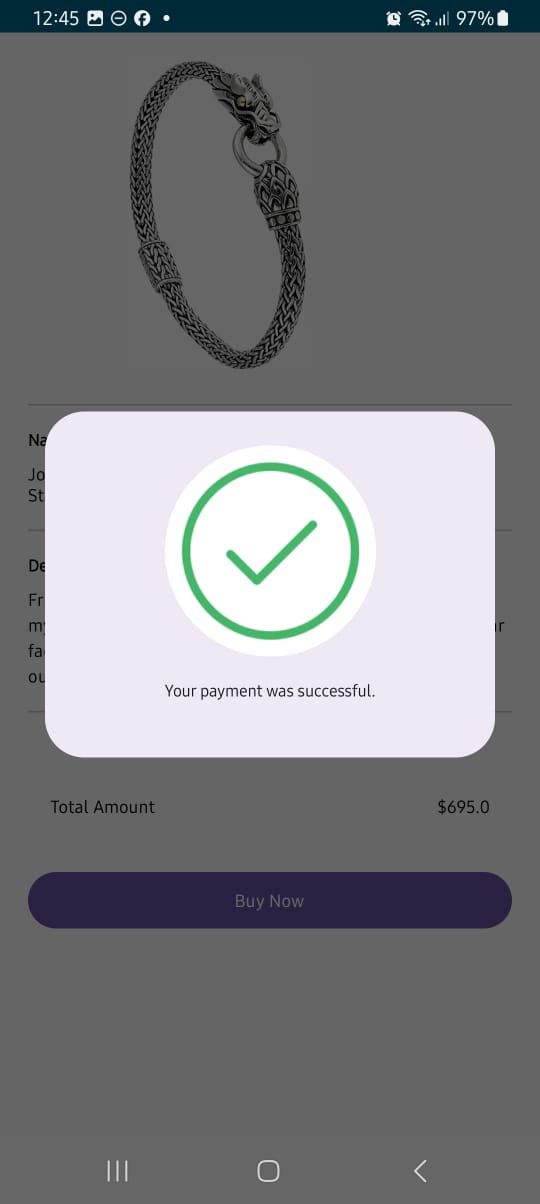 12:45 97%
Na
Jo
St
Your payment was successful.
De
Fr
my
fa
ou
Total Amount $695.0
Buy Now